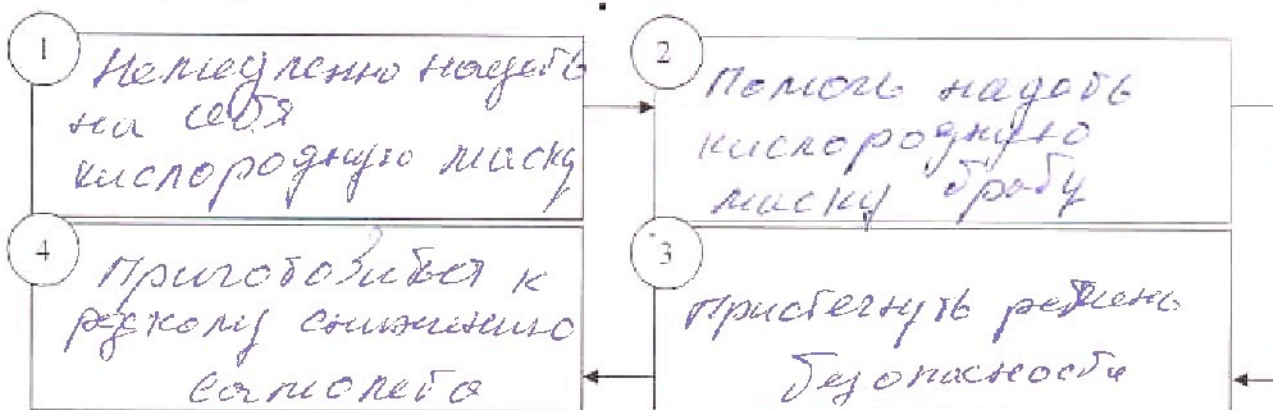 1
Немедленно надеть
на себя
кислородную маску
2
Помочь надеть
кислородную
маску брату
3
Пристегнуть ремень
безопасности
4
Приготовиться к
резкому снижению
самолета